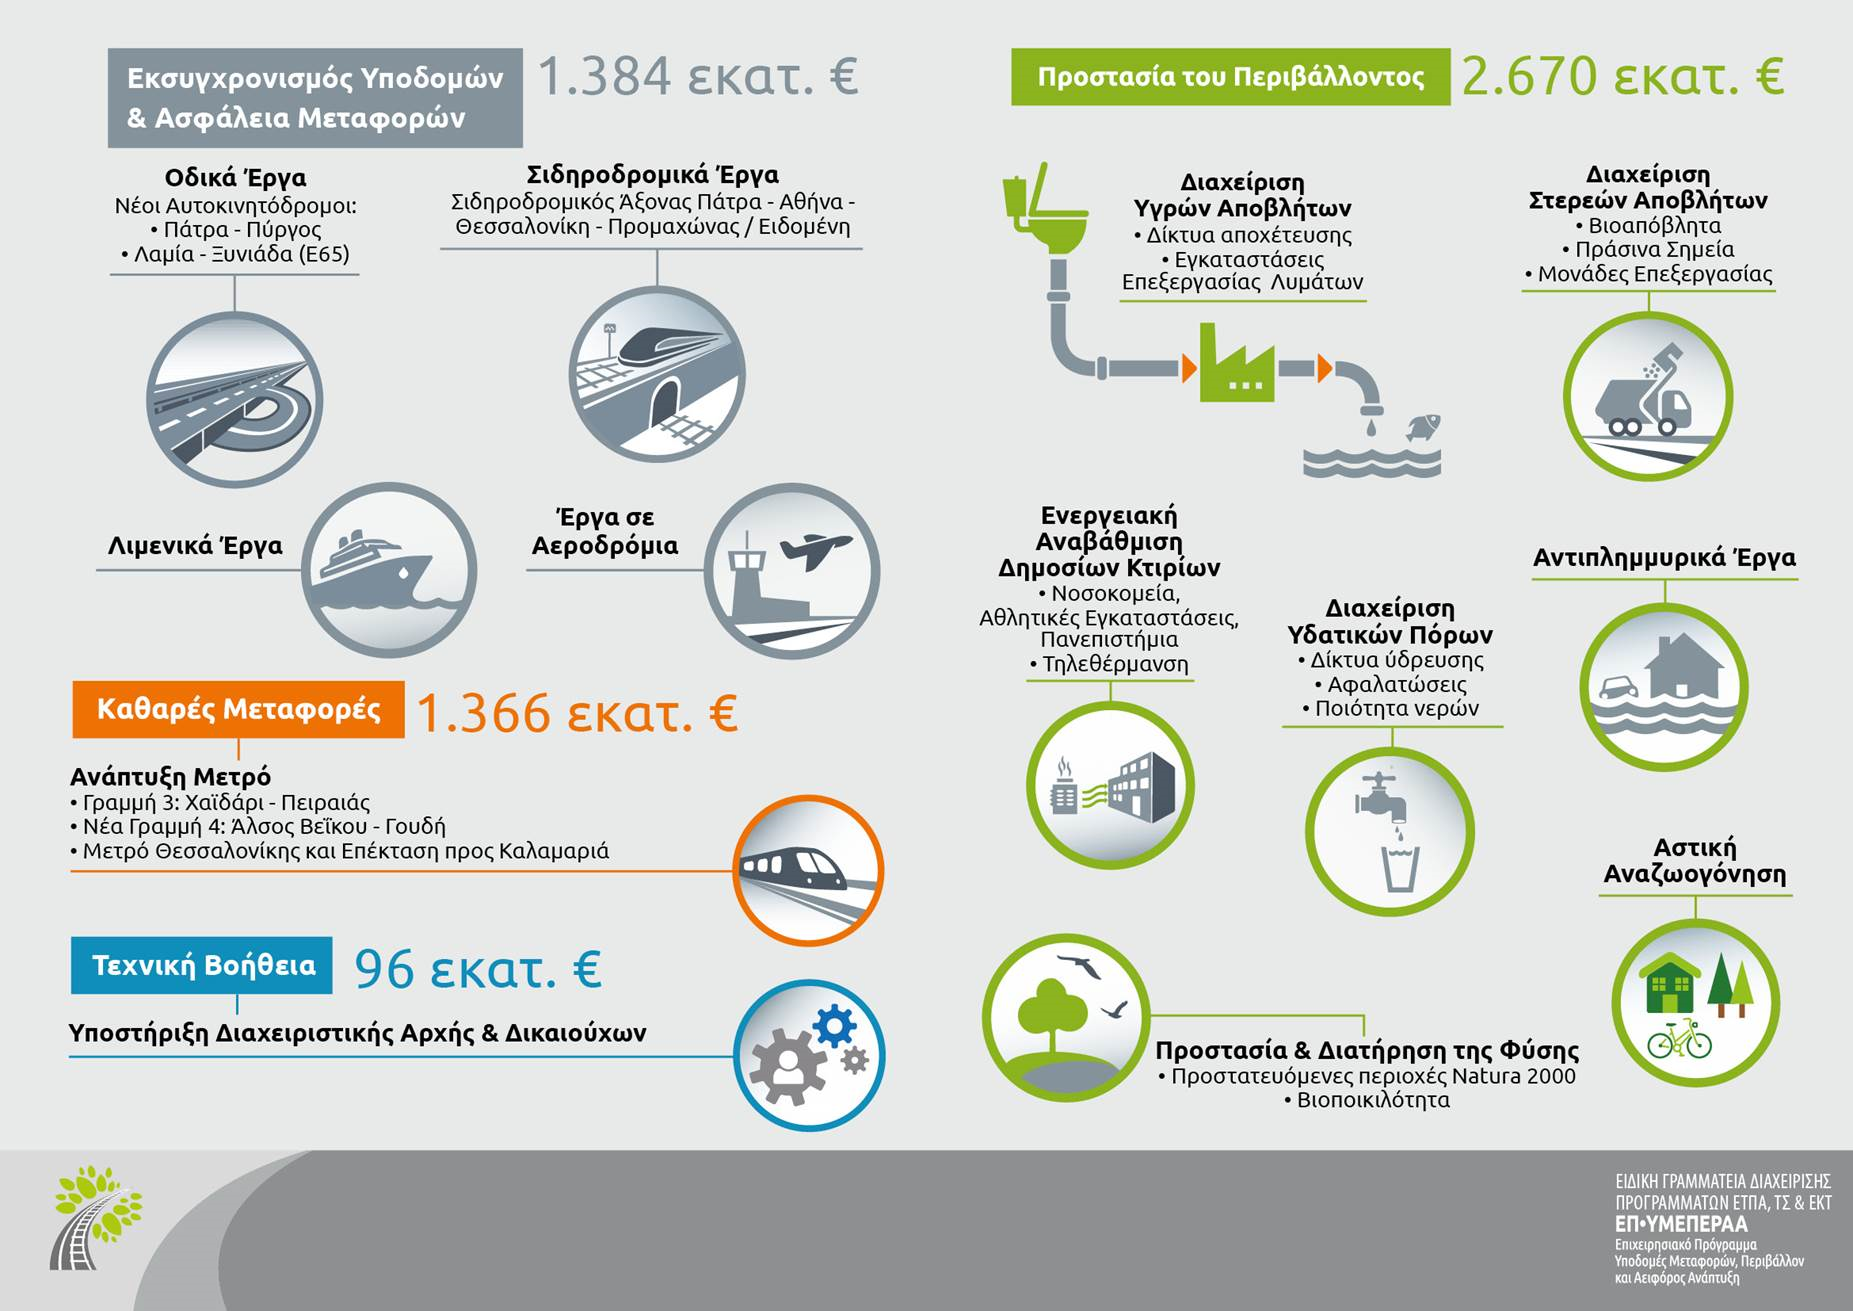 Εκσυγχρονισμός Υποδομών
& Ασφάλεια Μεταφορών
1.384 εκατ. €
Οδικά Έργα
Νέοι Αυτοκινητόδρομοι:
• Πάτρα - Πύργος
• Λαμία - Ξυνιάδα (Ε65)
Σιδηροδρομικά Έργα
Σιδηροδρομικός Άξονας Πάτρα - Αθήνα -
Θεσσαλονίκη - Προμαχώνας / Ειδομένη
Λιμενικά Έργα
Έργα σε
Αεροδρόμια
Καθαρές Μεταφορές
1.366 εκατ. €
Ανάπτυξη Μετρό
• Γραμμή 3: Χαϊδάρι - Πειραιάς
• Νέα Γραμμή 4: Άλσος Βεΐκου - Γουδή
• Μετρό Θεσσαλονίκης και Επέκταση προς Καλαμαριά
Τεχνική Βοήθεια
96 εκατ. €
Υποστήριξη Διαχειριστικής Αρχής & Δικαιούχων
Προστασία του Περιβάλλοντος
2.670 εκατ. €
Διαχείριση
Υγρών Αποβλήτων
• Δίκτυα αποχέτευσης
• Εγκαταστάσεις
Επεξεργασίας Λυμάτων
Διαχείριση
Στερεών Αποβλήτων
• Βιοαπόβλητα
• Πράσινα Σημεία
• Μονάδες Επεξεργασίας
Ενεργειακή
Αναβάθμιση
Δημοσίων Κτιρίων
• Νοσοκομεία,
Αθλητικές Εγκαταστάσεις,
Πανεπιστήμια
• Τηλεθέρμανση
Διαχείριση
Υδατικών Πόρων
• Δίκτυα ύδρευσης
• Αφαλατώσεις
• Ποιότητα νερών
Αντιπλημμυρικά Έργα
Αστική
Αναζωογόνηση
Προστασία & Διατήρηση της Φύσης
• Προστατευόμενες περιοχές Natura 2000
• Βιοποικιλότητα
ΕΙΔΙΚΗ ΓΡΑΜΜΑΤΕΙΑ ΔΙΑΧΕΙΡΙΣΗΣ
ΠΡΟΓΡΑΜΜΑΤΩΝ ΕΤΠΑ, ΤΣ & ΕΚΤ
ΕΠ•ΥΜΕΠΕΡΑΑ
Επιχειρησιακό Πρόγραμμα
Υποδομές Μεταφορών, Περιβάλλον
και Αειφόρος Ανάπτυξη